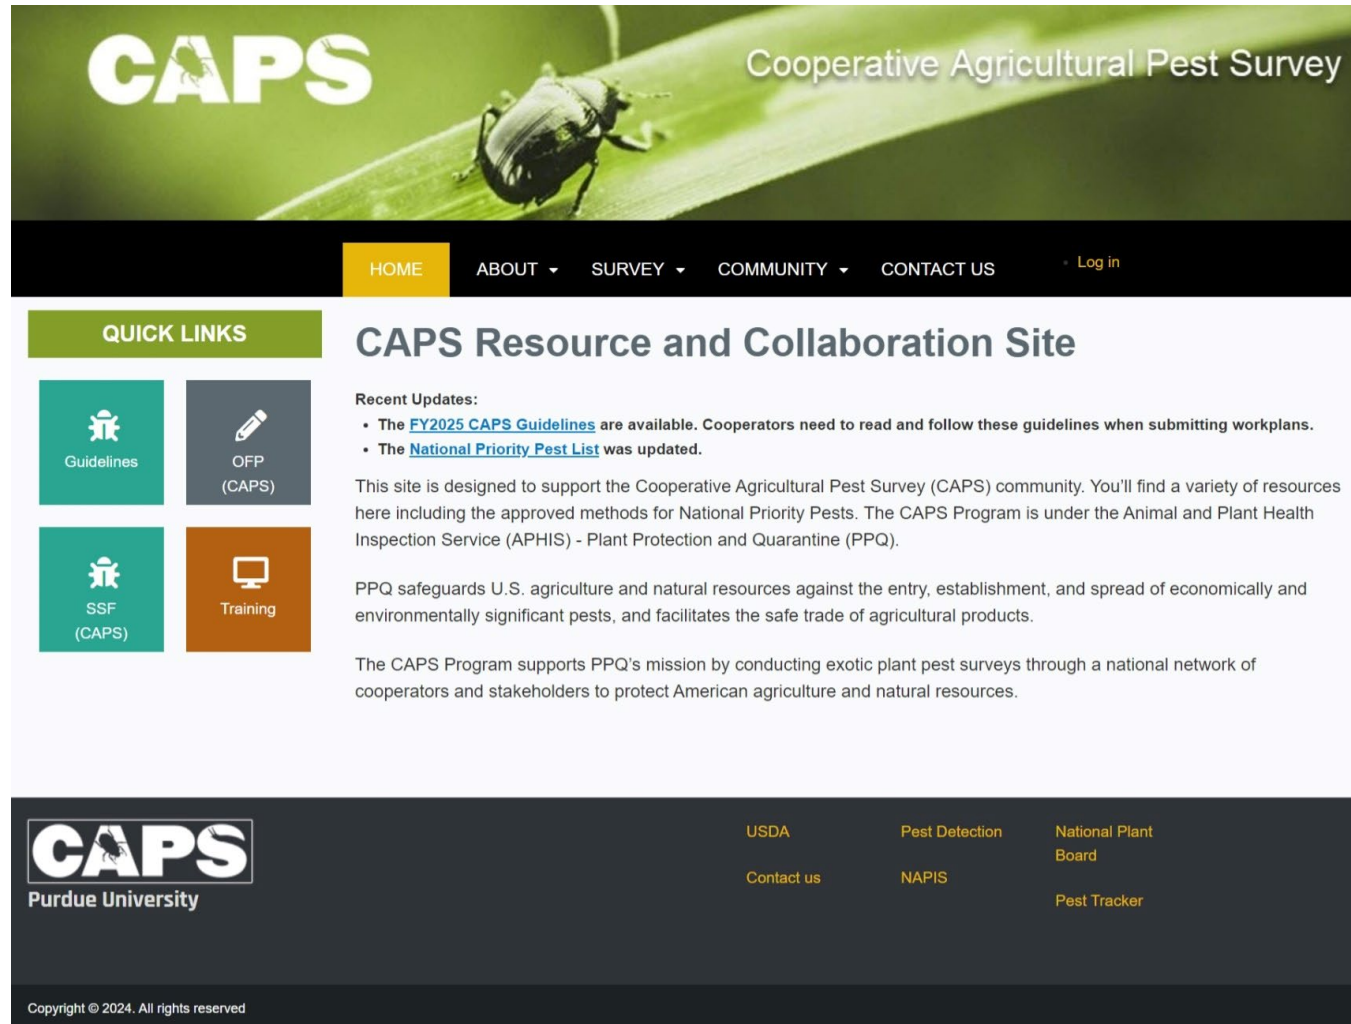 CAPS
Cooperative Agricultural Pest Survey
HOME ABOUT SURVEY COMMUNITY CONTACT US Log in
QUICK LINKS
Guidelines
OFP
(CAPS)
SSF
(CAPS)
Training
CAPS Resource and Collaboration Site
Recent Updates:
• The FY2025 CAPS Guidelines are available. Cooperators need to read and follow these guidelines when submitting workplans.
• The National Priority Pest List was updated.
This site is designed to support the Cooperative Agricultural Pest Survey (CAPS) community. You’ll find a variety of resources
here including the approved methods for National Priority Pests. The CAPS Program is under the Animal and Plant Health
Inspection Service (APHIS) - Plant Protection and Quarantine (PPQ).
PPQ safeguards U.S. agriculture and natural resources against the entry, establishment, and spread of economically and
environmentally significant pests, and facilitates the safe trade of agricultural products.
The CAPS Program supports PPQ’s mission by conducting exotic plant pest surveys through a national network of
cooperators and stakeholders to protect American agriculture and natural resources.
CAPS
Purdue University
USDA
Contact us
Pest Detection
NAPIS
National Plant
Board
Pest Tracker
Copyright © 2024. All rights reserved